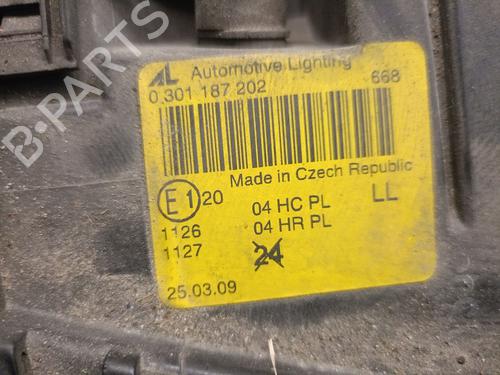 AL Automotive Lighting
0 301 187 202 668
Made in Czech Republic
E1 20 04 HC PL LL
1126 04 HR PL
1127 24
25.03.09
B-PARTS